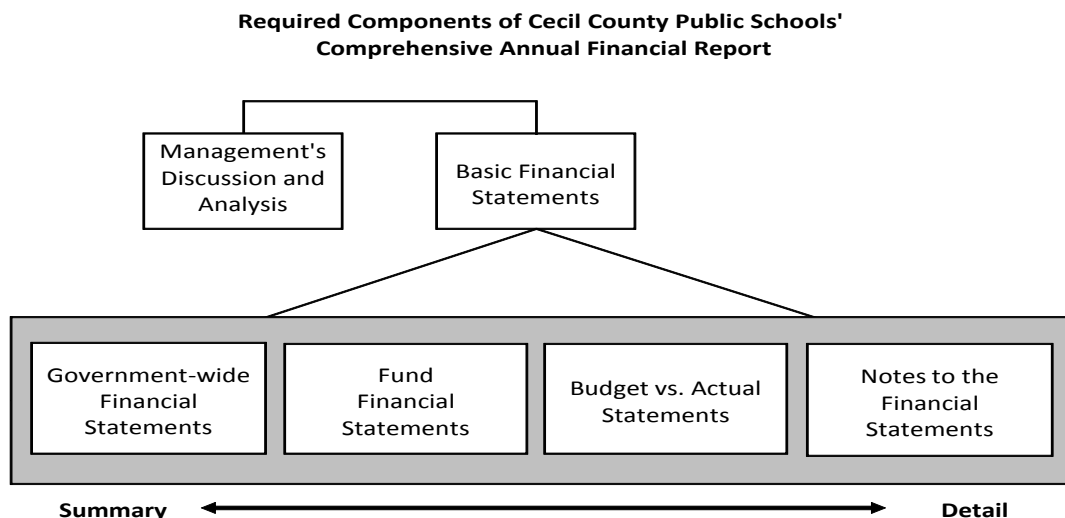 Required Components of Cecil County Public Schools'
Comprehensive Annual Financial Report
Management's
Discussion and
Analysis
Basic Financial
Statements
Government-wide
Financial
Statements
Fund
Financial
Statements
Budget vs. Actual
Statements
Notes to the
Financial
Statements
Summary
Detail